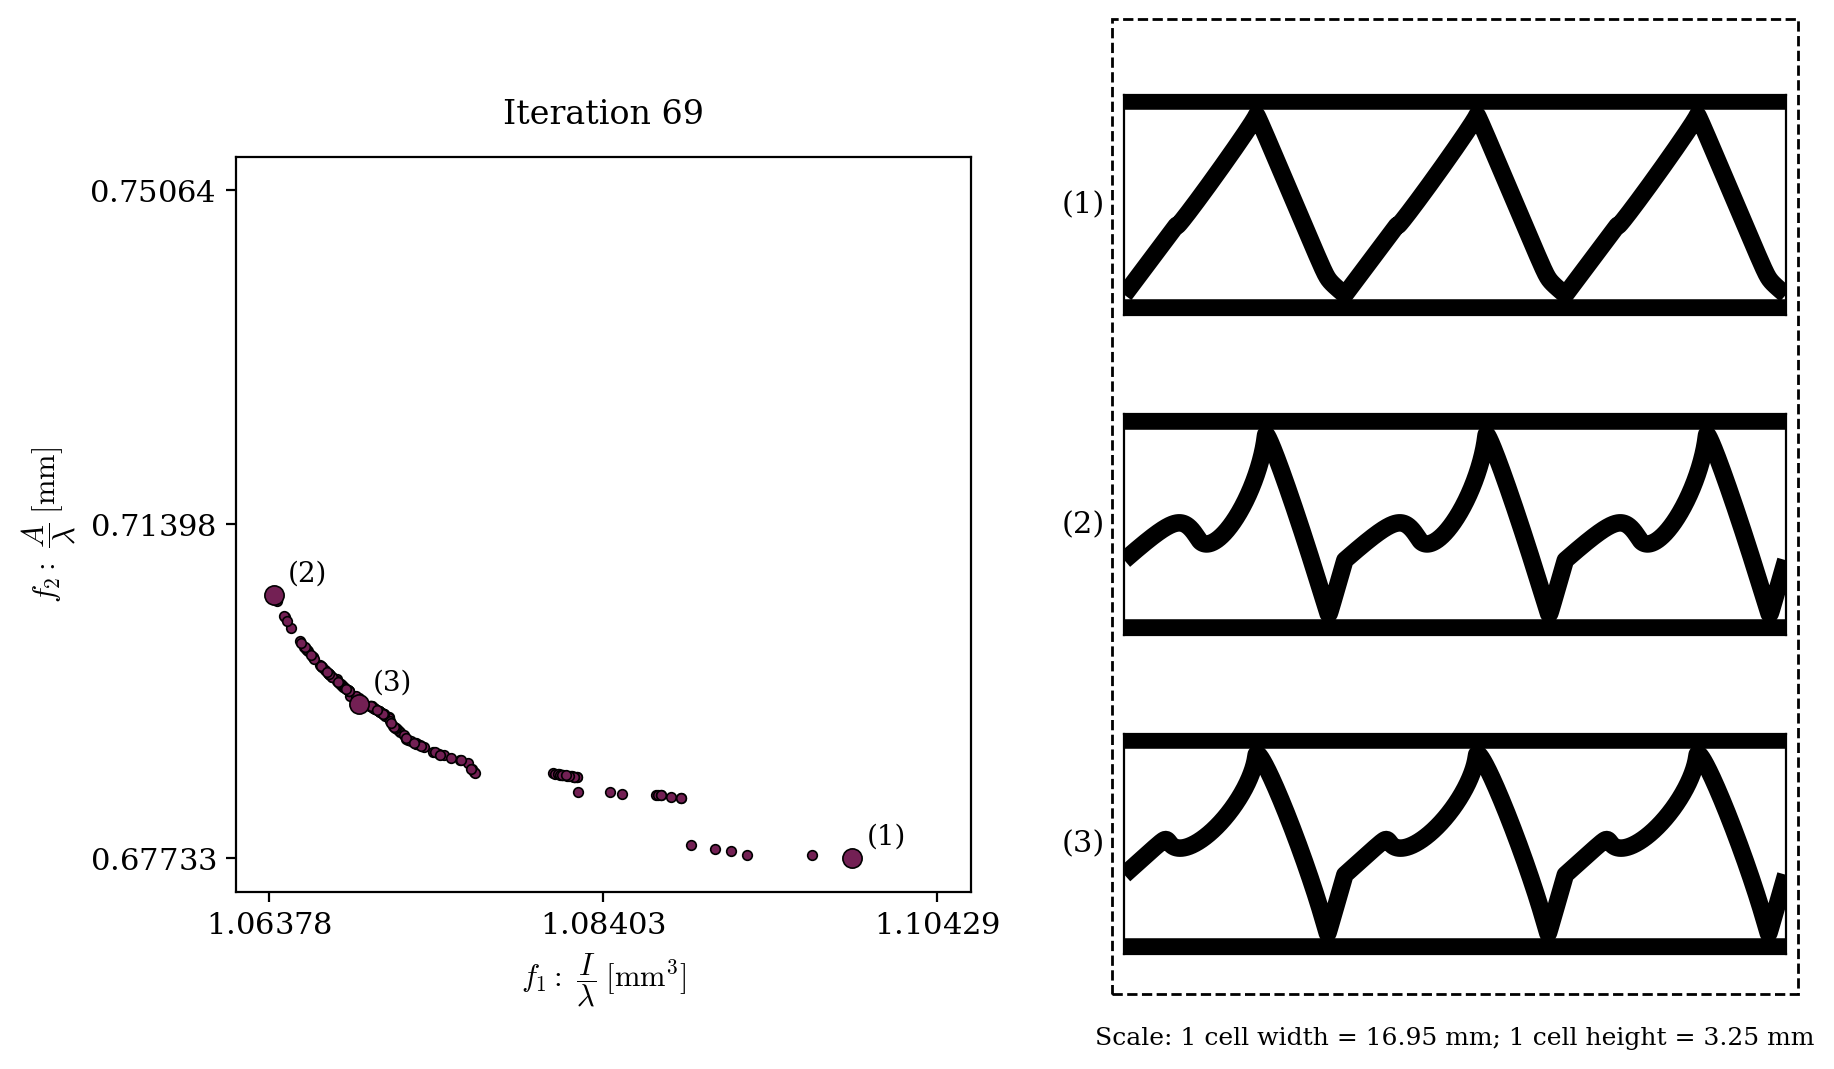 Iteration 69
0.75064
0.71398
0.67733
f₂ : A/λ [mm]
(2)
(3)
(1)
1.06378 1.08403 1.10429
f₁ : I/λ [mm³]
(1)
(2)
(3)
Scale: 1 cell width = 16.95 mm; 1 cell height = 3.25 mm